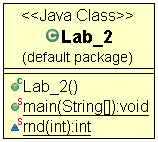 <<Java Class>>
Lab_2
(default package)
Lab_2()
main(String[]):void
rnd(int):int